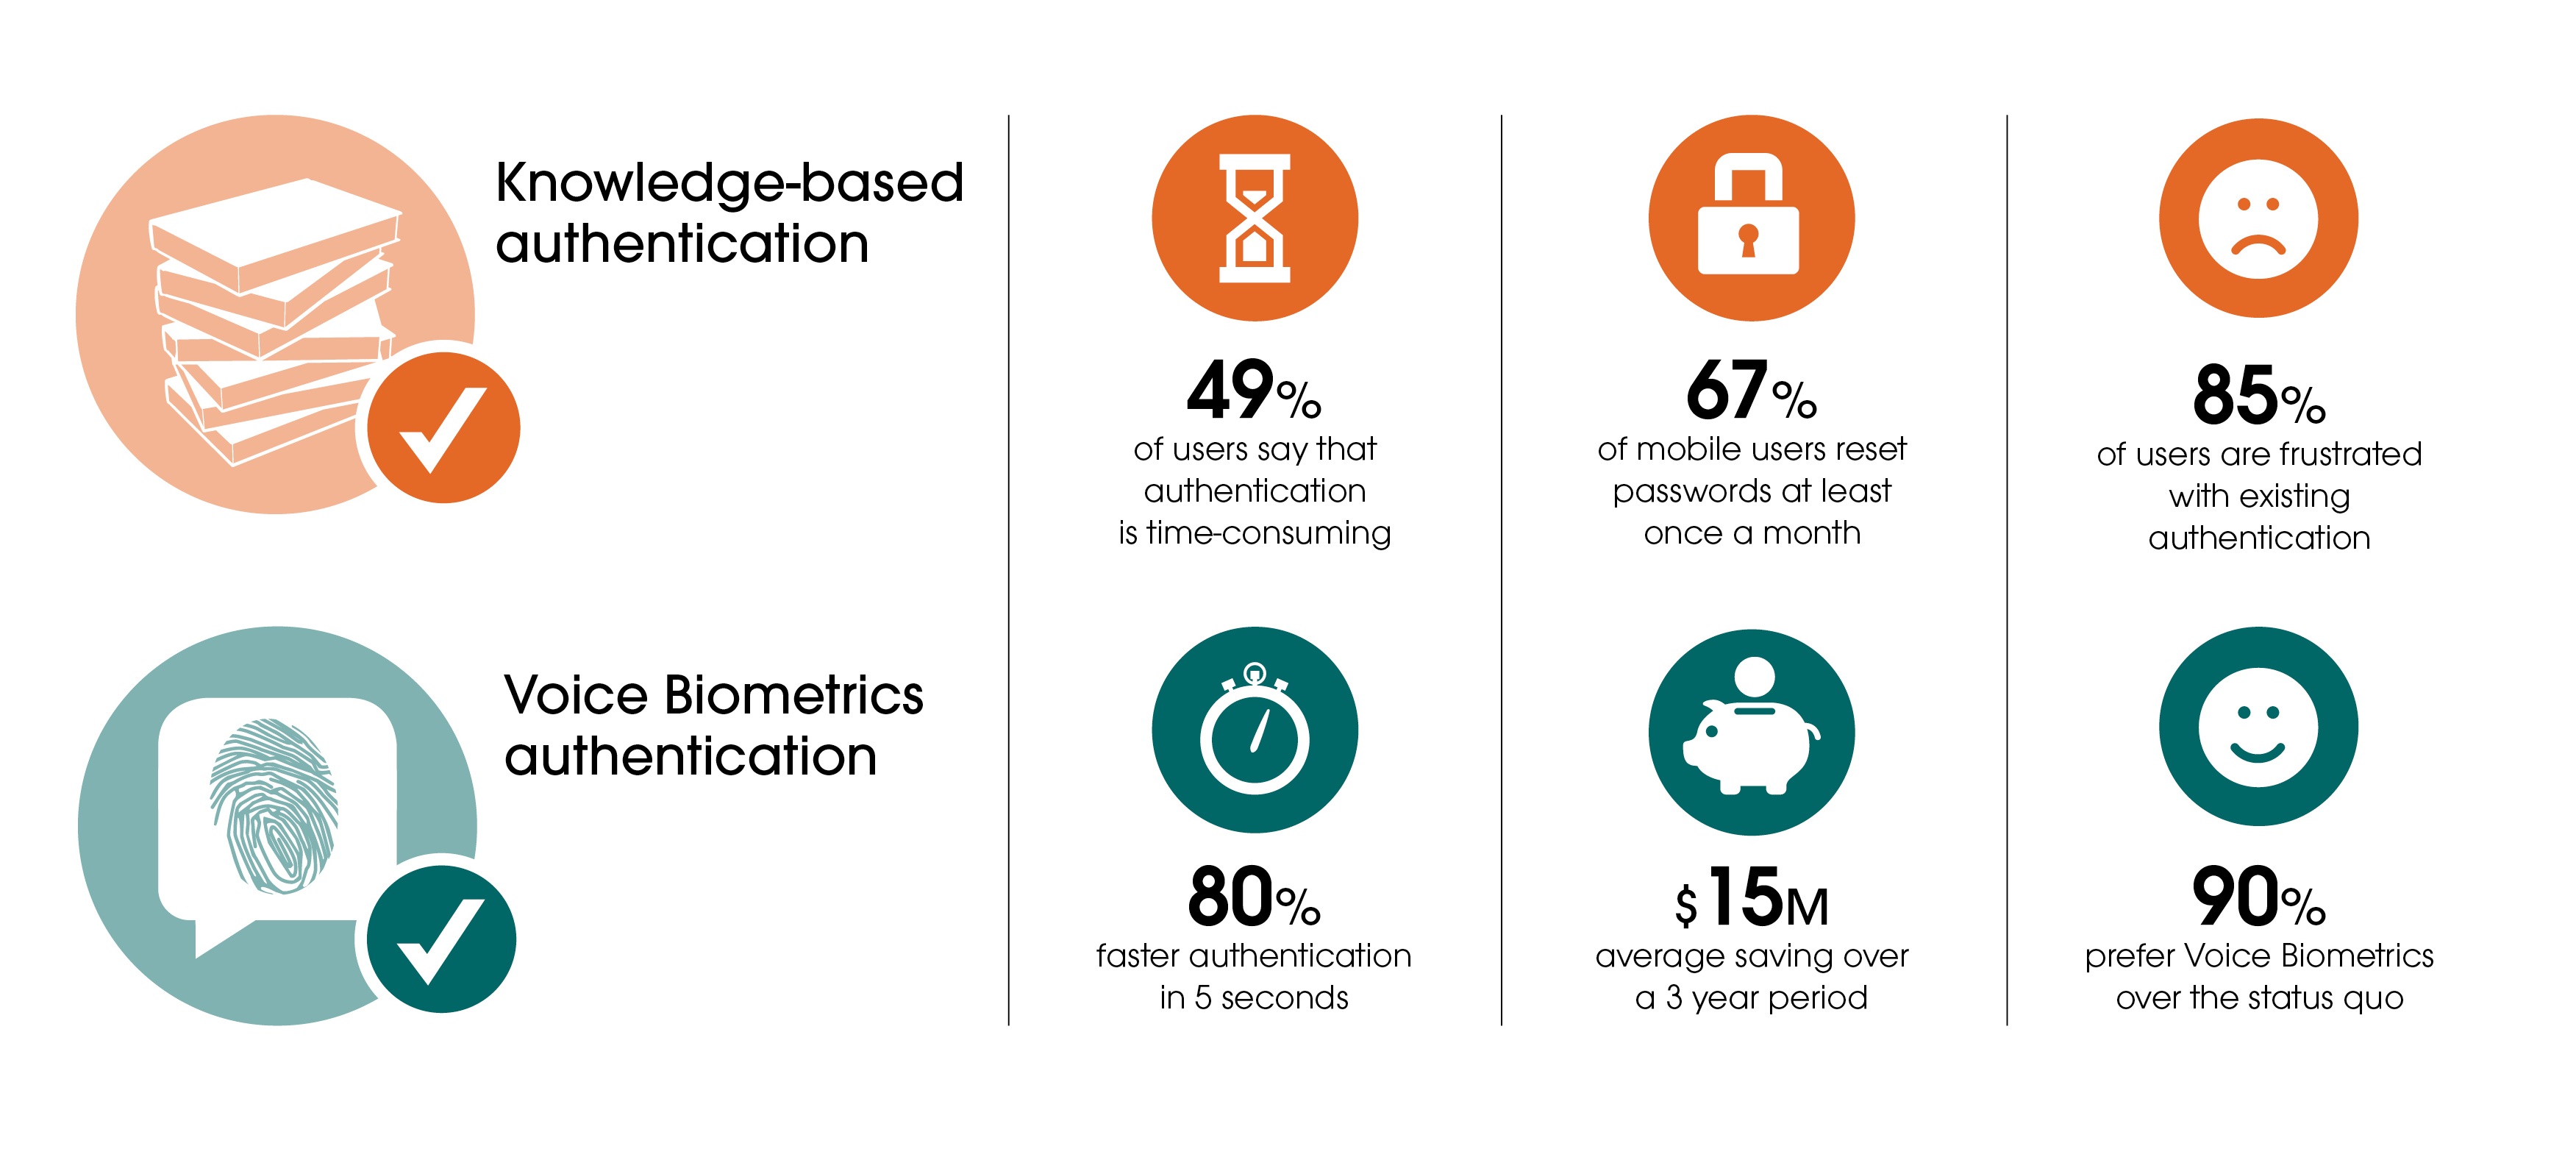 Knowledge-based
authentication
49%
of users say that
authentication
is time-consuming
67%
of mobile users reset
passwords at least
once a month
85%
of users are frustrated
with existing
authentication
Voice Biometrics
authentication
80%
faster authentication
in 5 seconds
$15M
average saving over
a 3 year period
90%
prefer Voice Biometrics
over the status quo